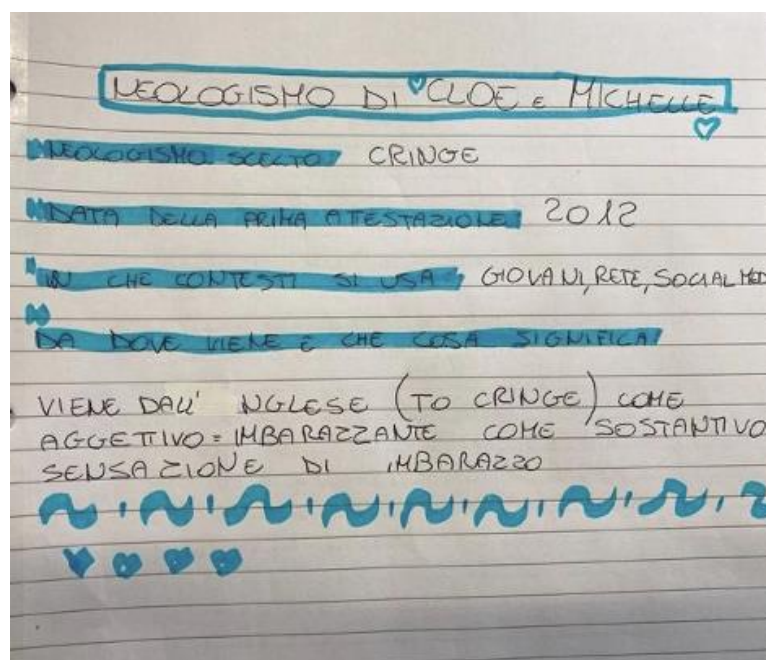 NEOLOGISMO DI CLOE E MICHELLE
NEOLOGISMO SCELTO CRINGE
DATA DELLA PRIMA ATTESTAZIONE 2012
IN CHE CONTESTI SI USA GIOVANI, RETE, SOCIAL MED
DA DOVE VIENE E CHE COSA SIGNIFICA
VIENE DALL' NGLESE (TO CRINGE) COME
AGGETTIVO = IMBARAZZANTE COME SOSTANTIVO
SENSAZIONE DI IMBARAZZO